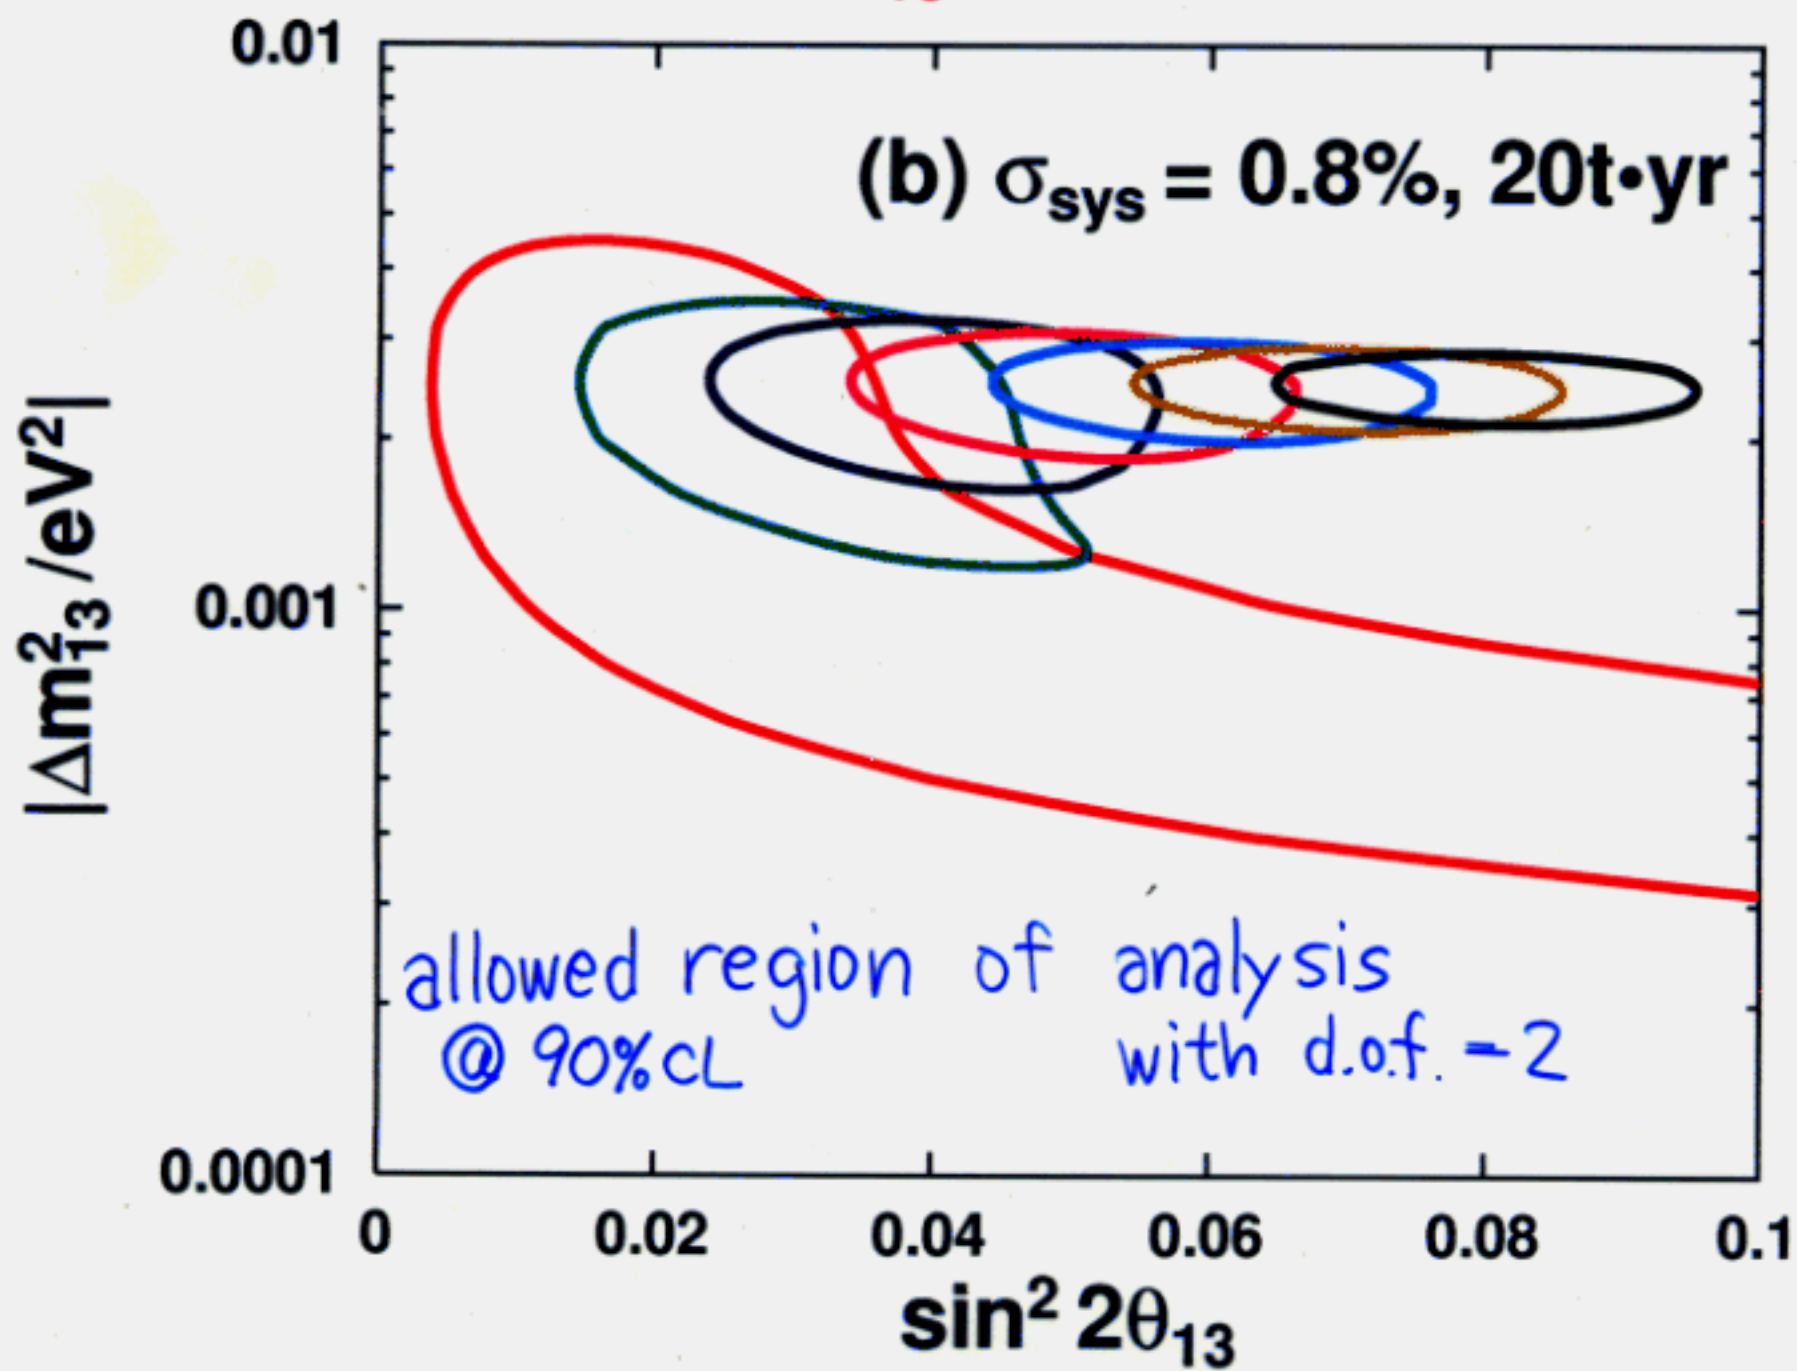 0.01
(b) σsys = 0.8%, 20t•yr
|Δm²13 /eV²|
0.001
allowed region of analysis
@ 90% CL with d.o.f. = 2
0.0001
0 0.02 0.04 0.06 0.08 0.1
sin² 2θ13